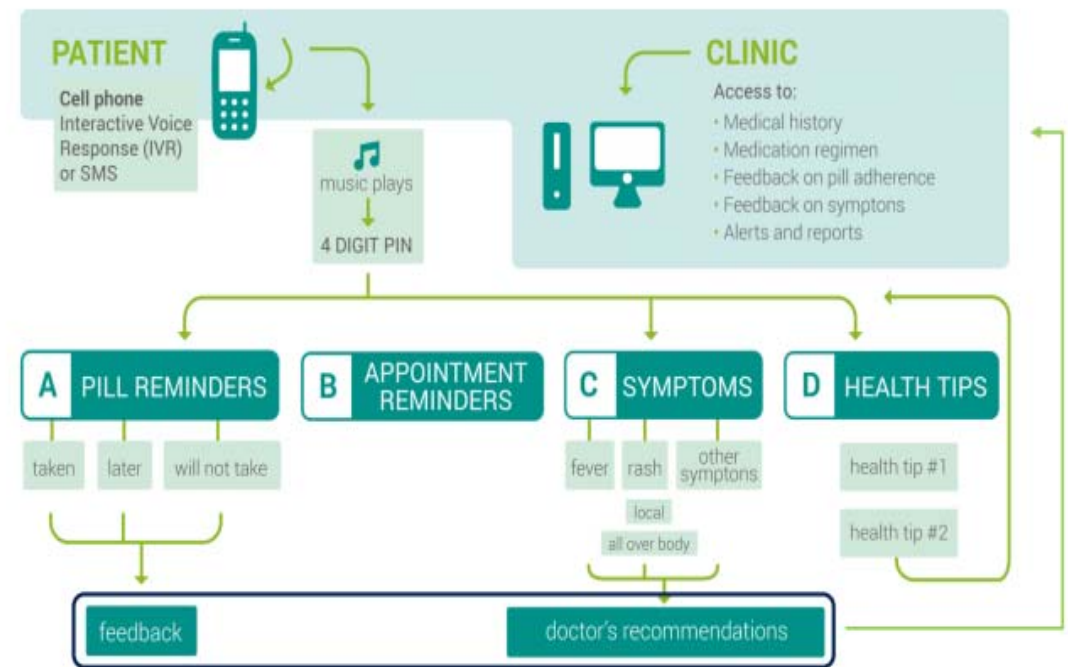 PATIENT
Cell phone
Interactive Voice
Response (IVR)
or SMS
music plays
4 DIGIT PIN
CLINIC
Access to:
• Medical history
• Medication regimen
• Feedback on pill adherence
• Feedback on symptons
• Alerts and reports
A PILL REMINDERS
taken
later
will not take
B APPOINTMENT
REMINDERS
C SYMPTOMS
fever
rash
other
symptons
local
all over body
D HEALTH TIPS
health tip #1
health tip #2
feedback
doctor's recommendations